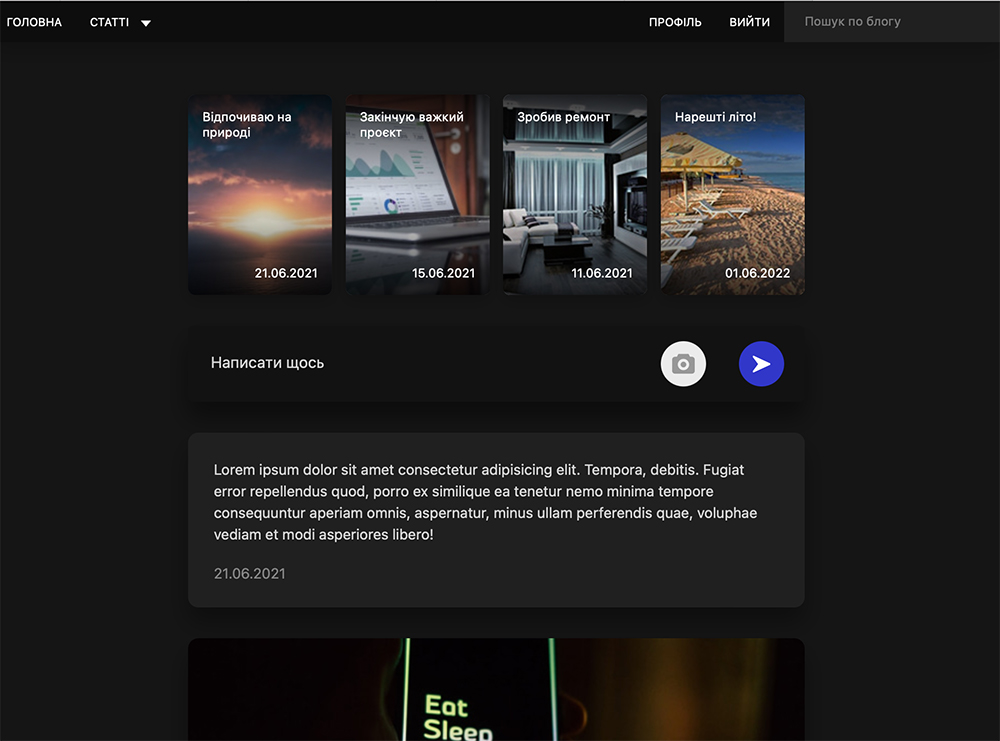 ГОЛОВНА СТАТТІ ПРОФІЛЬ ВИЙТИ Пошук по блогу
Відпочиваю на
природі
21.06.2021
Закінчую важкий
проєкт
15.06.2021
Зробив ремонт
11.06.2021
Нарешті літо!
01.06.2022
Написати щось
Lorem ipsum dolor sit amet consectetur adipisicing elit. Tempora, debitis. Fugiat
error repellendus quod, porro ex similique ea tenetur nemo minima tempore
consequuntur aperiam omnis, aspernatur, minus ullam perferendis quae, voluphae
vediam et modi asperiores libero!
21.06.2021
Eat
Sleep